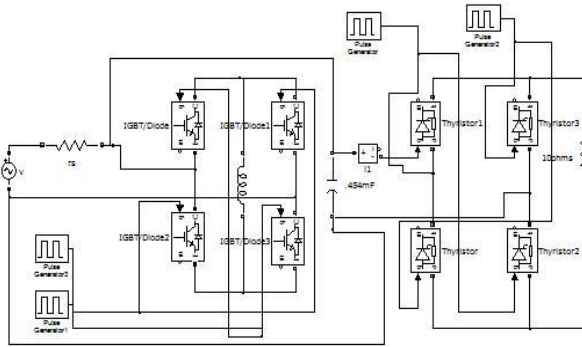 Pulse
Generator
Pulse
Generator2
IGBT/Diode
IGBT/Diode1
Thyristor1
Thyristor3
rs
v
i1
10ohms
.454mF
IGBT/Diode2
IGBT/Diode3
Thyristor
Thyristor2
Pulse
Generator3
Pulse
Generator1